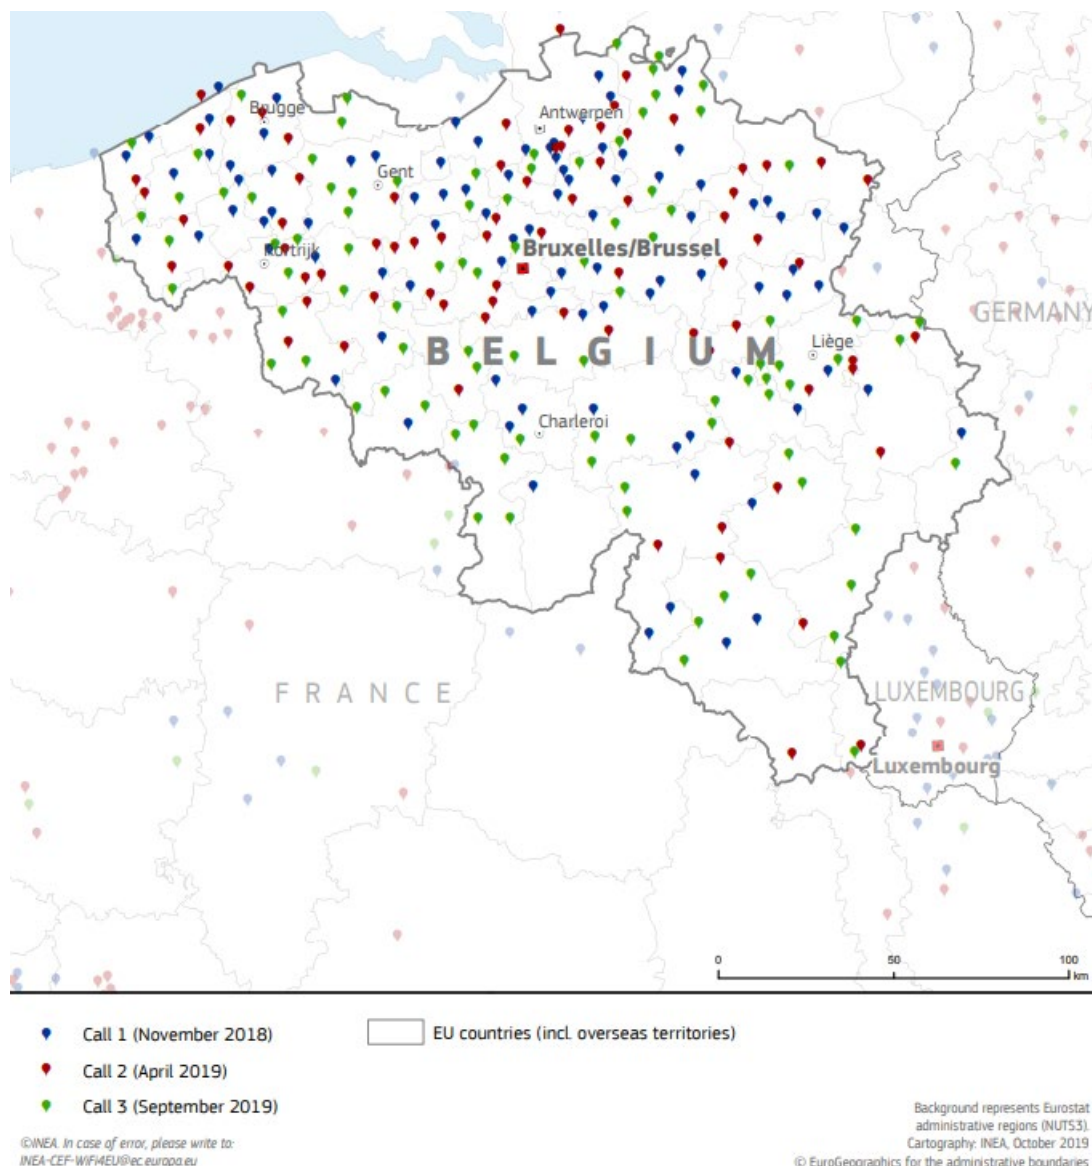 Brugge
Antwerpen
Gent
Kortrijk
Bruxelles/Brussel
GERMANY
BELGIUM
Liège
Charleroi
FRANCE
LUXEMBOURG
Luxembourg
0 50 100
km
Call 1 (November 2018)
EU countries (incl. overseas territories)
Call 2 (April 2019)
Call 3 (September 2019)
©INEA. In case of error, please write to:
INEA-CEF-WIFI4EU@ec.europa.eu
Background represents Eurostat
administrative regions (NUTS3).
Cartography: INEA, October 2019
© EuroGeographics for the administrative boundaries